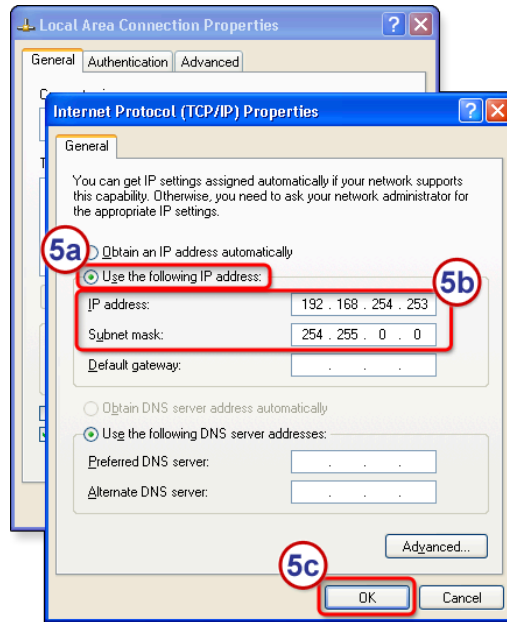 Local Area Connection Properties
General Authentication Advanced
Internet Protocol (TCP/IP) Properties
General
You can get IP settings assigned automatically if your network supports
this capability. Otherwise, you need to ask your network administrator for
the appropriate IP settings.
5a
Obtain an IP address automatically
Use the following IP address:
5b
IP address: 192 . 168 . 254 . 253
Subnet mask: 254 . 255 . 0 . 0
Default gateway: . . .
Obtain DNS server address automatically
Use the following DNS server addresses:
Preferred DNS server: . . .
Alternate DNS server: . . .
Advanced...
5c
OK Cancel